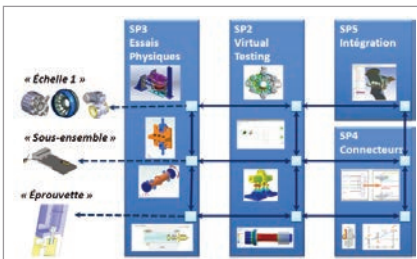 SP3
Essais
Physiques
SP2
Virtual
Testing
SP5
Intégration
« Échelle 1 »
« Sous-ensemble »
SP4
Connecteurs
« Éprouvette »